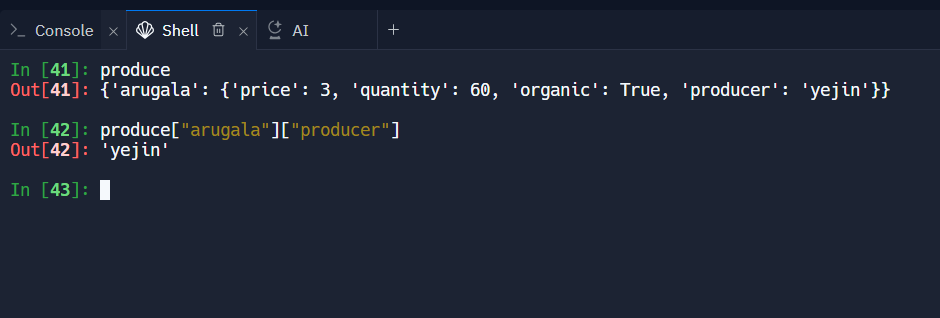 Console × Shell × AI +
In [41]: produce
Out[41]: {'arugala': {'price': 3, 'quantity': 60, 'organic': True, 'producer': 'yejin'}}
In [42]: produce["arugala"]["producer"]
Out[42]: 'yejin'
In [43]: